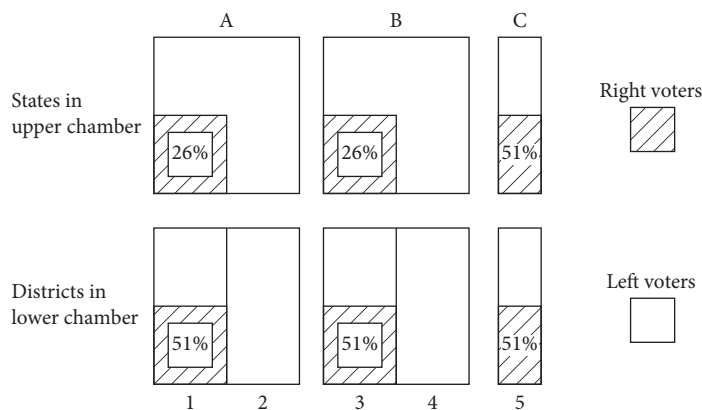 A B C
States in
upper chamber
26% 26% 51%
Right voters
Districts in
lower chamber
51% 51% 51%
Left voters
1 2 3 4 5